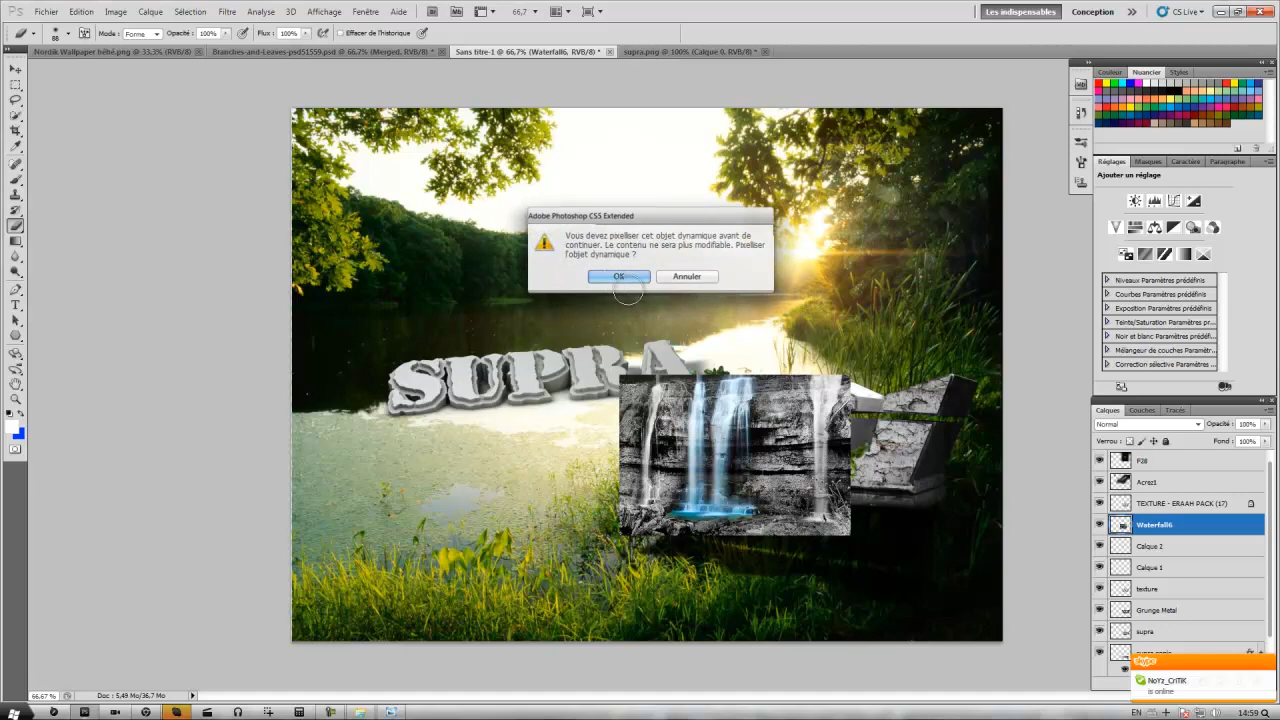 Ps Fichier Edition Image Calque Sélection Filtre Analyse 3D Affichage Fenêtre Aide Br Mb 66,7 Les indispensables Conception CS Live
88 Mode : Forme Opacité : 100% Flux : 100% Effacer de l'historique
Nordik Wallpaper hélté.png @ 33,3% (RVB/8) Branches-and-Leaves-psd51559.psd @ 66,7% (Merged, RVB/8) * Sans titre-1 @ 66,7% (Waterfall6, RVB/8) * supra.png @ 100% (Calque 0, RVB/8) *
Couleur Nuancier Styles
Mb
Réglages Masques Caractère Paragraphe
Ajouter un réglage
Adobe Photoshop CS5 Extended
Vous devez pixelliser cet objet dynamique avant de
continuer. Le contenu ne sera plus modifiable. Pixelliser
l'objet dynamique ?
OK Annuler
Niveaux Paramètres prédéfinis
Courbes Paramètres prédéfinis
Exposition Paramètres prédéfinis
Teinte/Saturation Paramètres pr...
Noir et blanc Paramètres prédéfi...
Mélangeur de couches Paramétr...
Correction sélective Paramètres ...
SUPRA
Calques Couches Tracés
Normal Opacité : 100%
Verrou : Fond : 100%
F28
Acrez1
TEXTURE - ERAAH PACK (17)
Waterfall6
Calque 2
Calque 1
texture
Grunge Metal
supra
skype
NoYz_CriTiK
is online
66,67% Doc : 5,49 Mo/36,7 Mo
EN 14:59